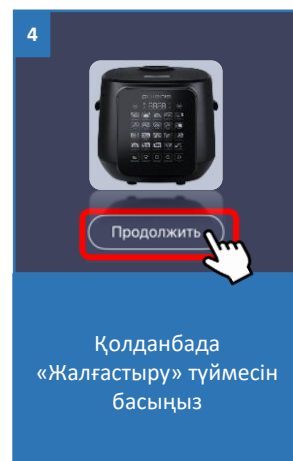 4
Продолжить
Қолданбада
«Жалғастыру» түймесін
басыңыз